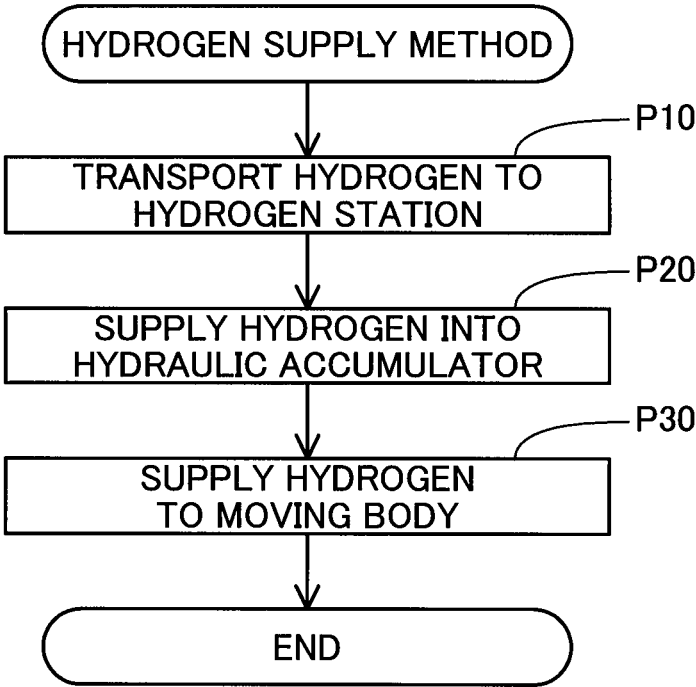 HYDROGEN SUPPLY METHOD
P10
TRANSPORT HYDROGEN TO
HYDROGEN STATION
P20
SUPPLY HYDROGEN INTO
HYDRAULIC ACCUMULATOR
P30
SUPPLY HYDROGEN
TO MOVING BODY
END